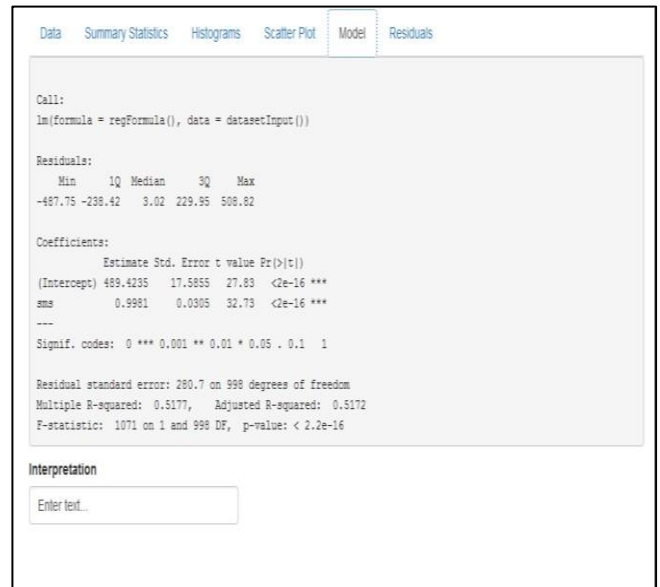 Data Summary Statistics Histograms Scatter Plot Model Residuals
Call:
lm(formula = regFormula(), data = datasetInput())
Residuals:
Min 1Q Median 3Q Max
-487.75 -238.42 3.02 229.95 508.82
Coefficients:
Estimate Std. Error t value Pr(>|t|)
(Intercept) 489.4235 17.5855 27.83 <2e-16 ***
sms 0.9981 0.0305 32.73 <2e-16 ***
---
Signif. codes: 0 *** 0.001 ** 0.01 * 0.05 . 0.1 1
Residual standard error: 280.7 on 998 degrees of freedom
Multiple R-squared: 0.5177, Adjusted R-squared: 0.5172
F-statistic: 1071 on 1 and 998 DF, p-value: < 2.2e-16
Interpretation
Enter text...